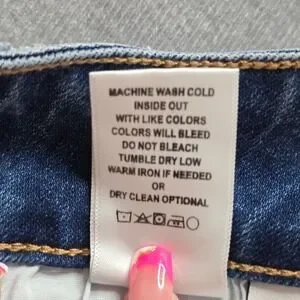 MACHINE WASH COLD
INSIDE OUT
WITH LIKE COLORS
COLORS WILL BLEED
DO NOT BLEACH
TUMBLE DRY LOW
WARM IRON IF NEEDED
OR
DRY CLEAN OPTIONAL